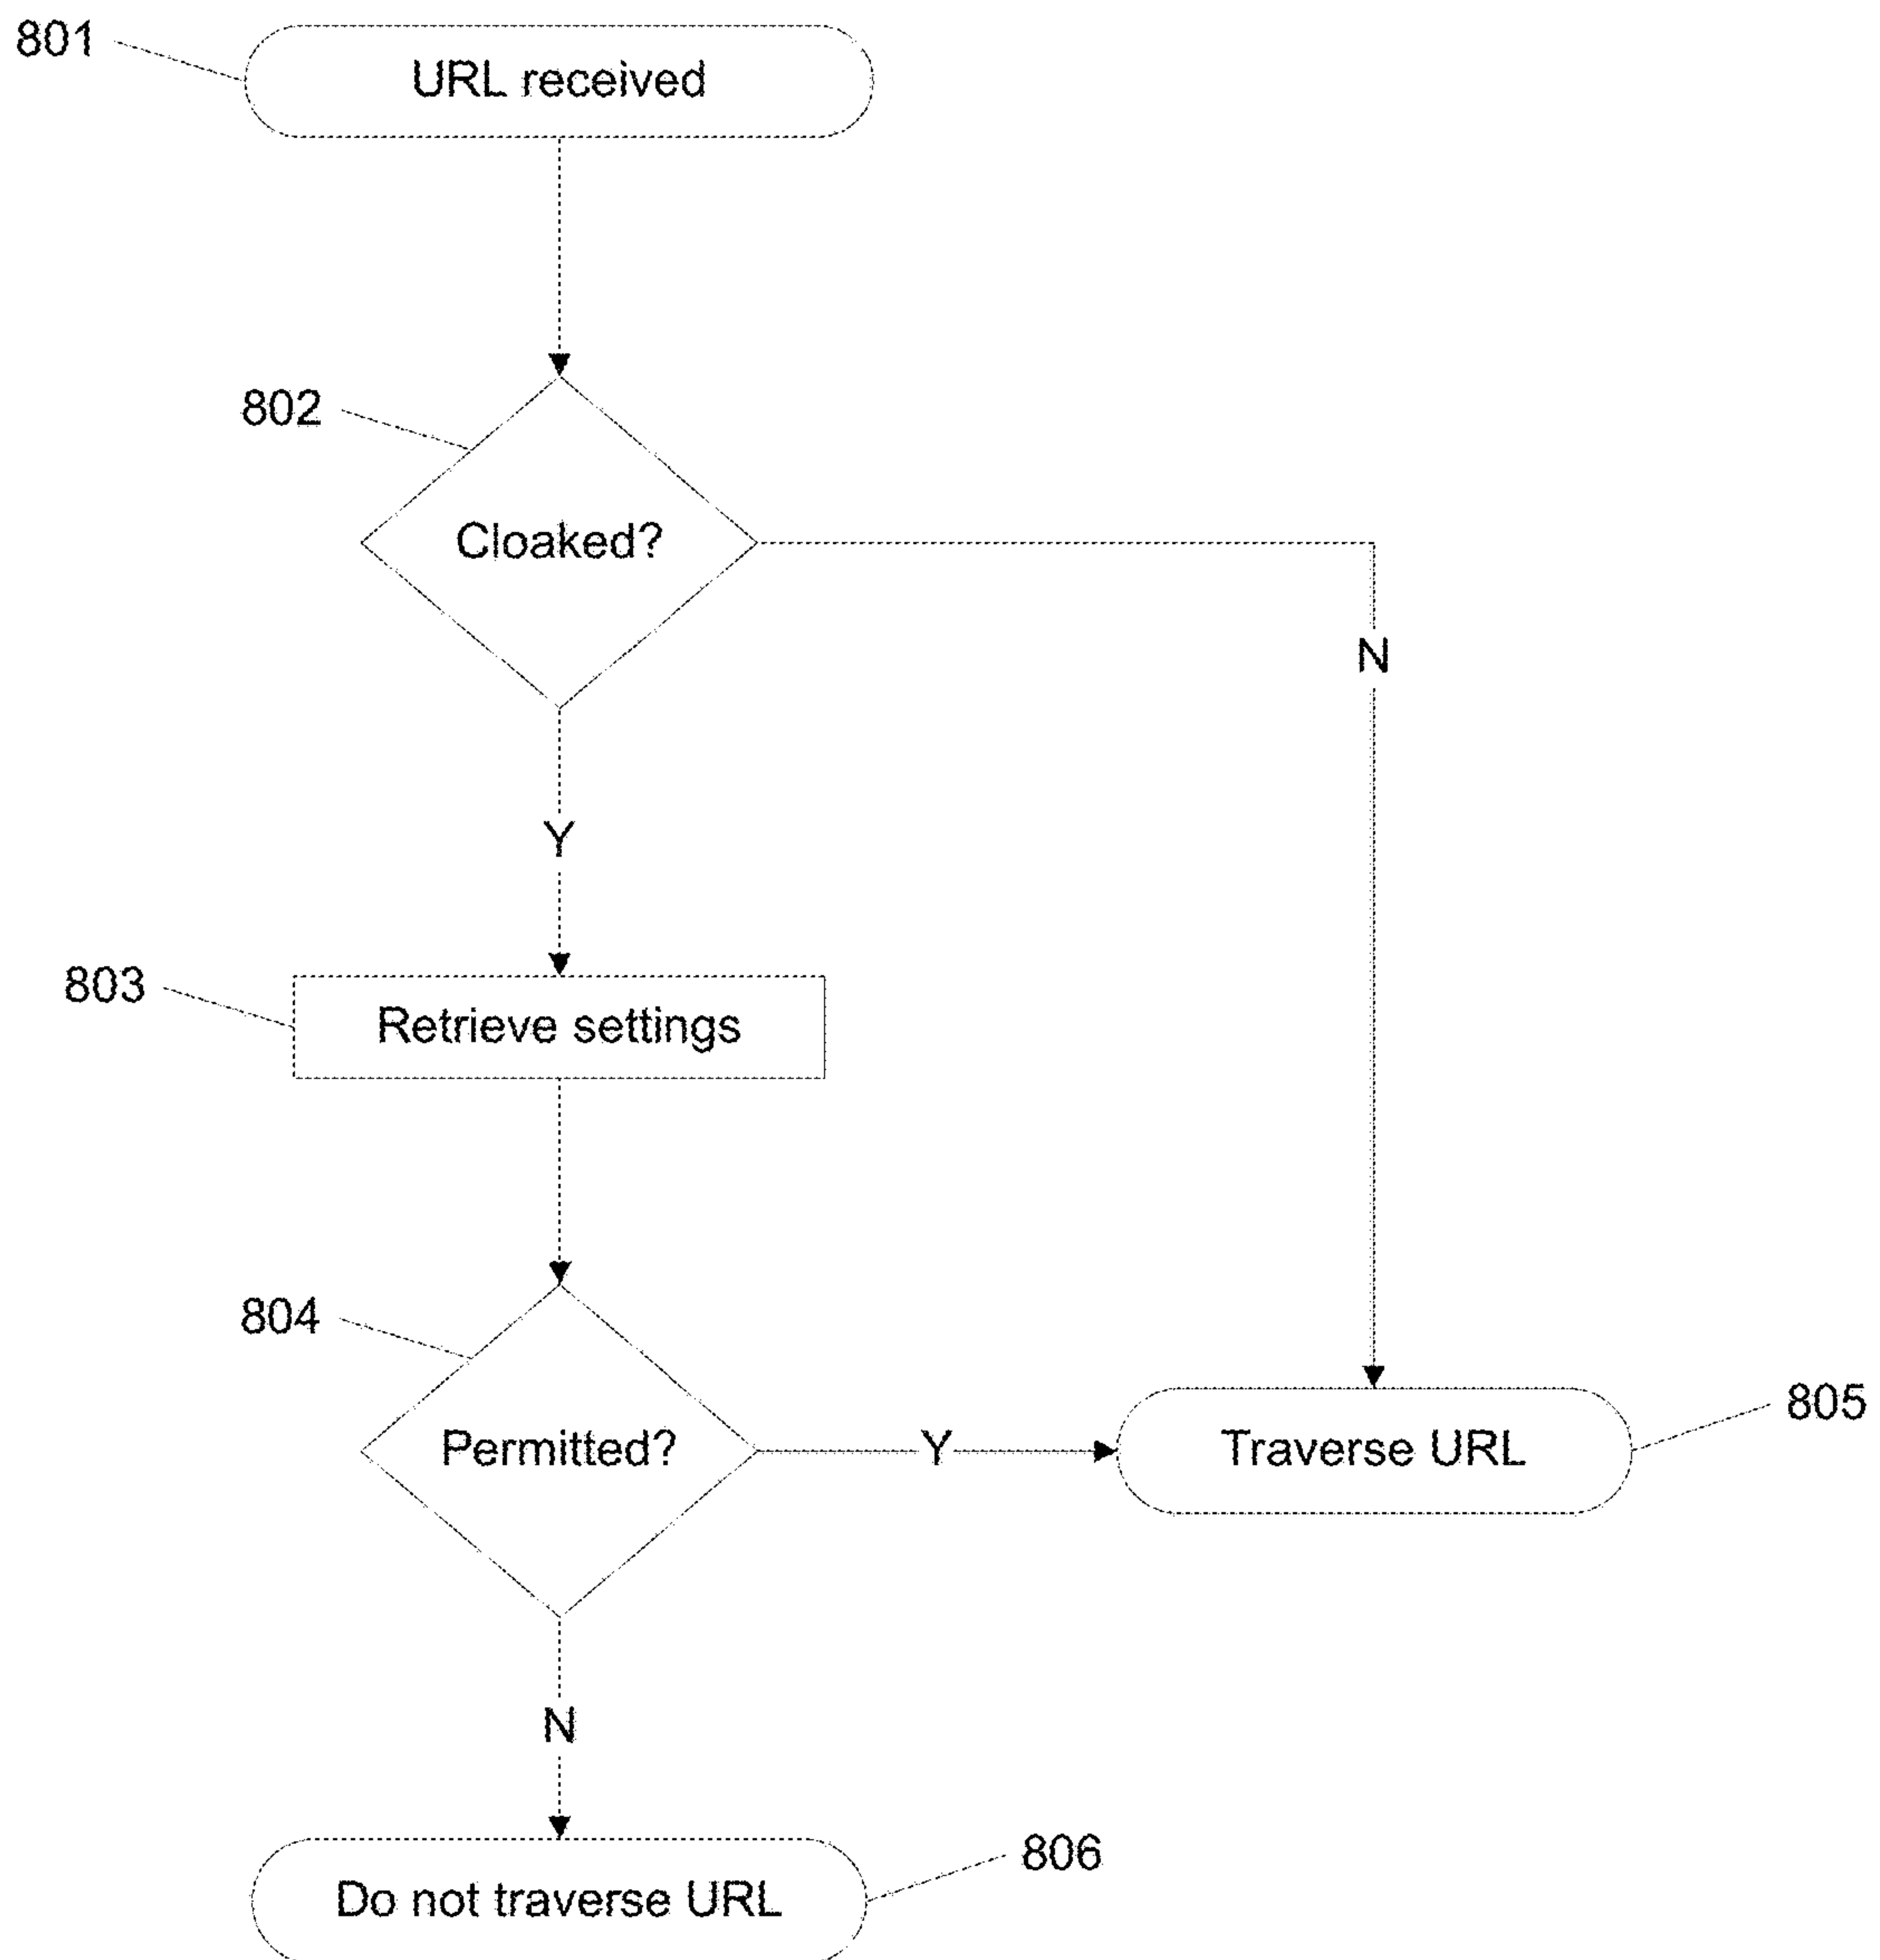 801
URL received
802
Cloaked?
N
Y
803
Retrieve settings
804
Permitted?
Y
Traverse URL
805
N
806
Do not traverse URL